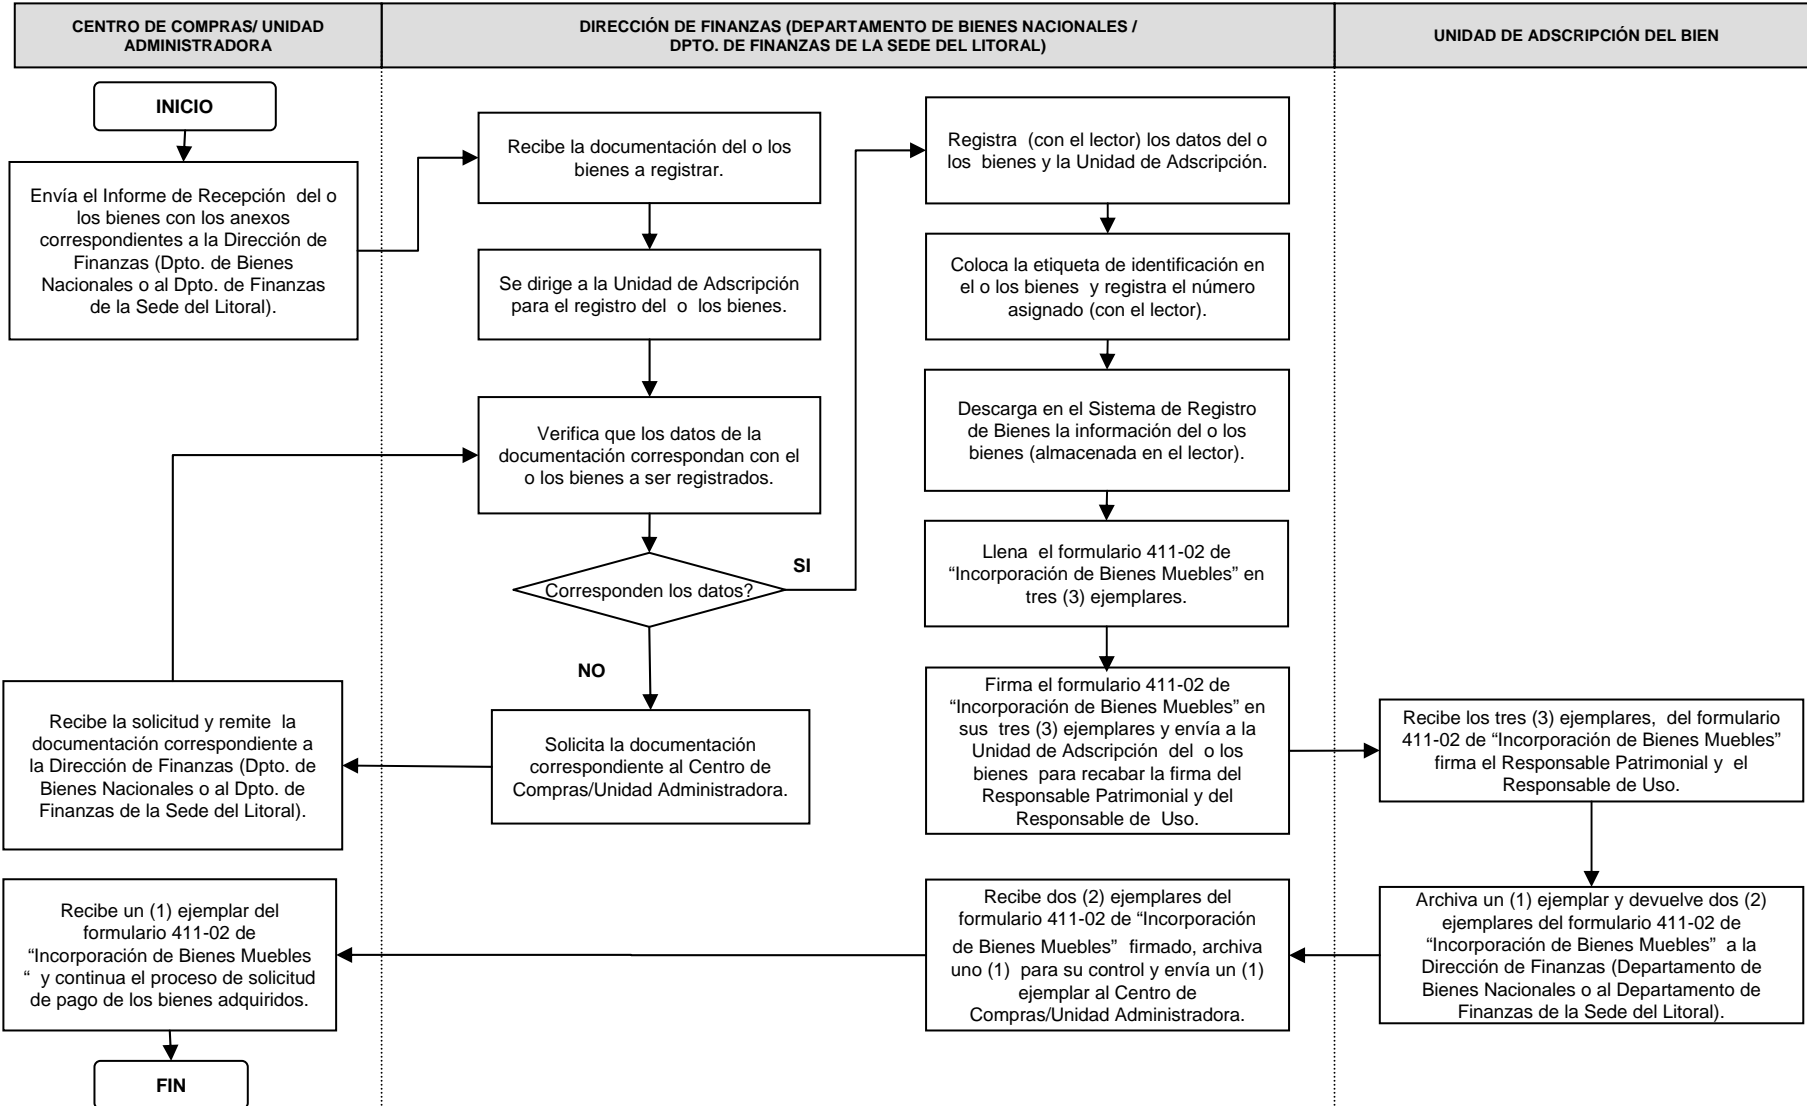 CENTRO DE COMPRAS/ UNIDAD
ADMINISTRADORA
DIRECCIÓN DE FINANZAS (DEPARTAMENTO DE BIENES NACIONALES /
DPTO. DE FINANZAS DE LA SEDE DEL LITORAL)
UNIDAD DE ADSCRIPCIÓN DEL BIEN
INICIO
Envía el Informe de Recepción del o
los bienes con los anexos
correspondientes a la Dirección de
Finanzas (Dpto. de Bienes
Nacionales o al Dpto. de Finanzas
de la Sede del Litoral).
Recibe la documentación del o los
bienes a registrar.
Se dirige a la Unidad de Adscripción
para el registro del o los bienes.
Verifica que los datos de la
documentación correspondan con el
o los bienes a ser registrados.
Corresponden los datos?
SI
NO
Solicita la documentación
correspondiente al Centro de
Compras/Unidad Administradora.
Recibe la solicitud y remite la
documentación correspondiente a
la Dirección de Finanzas (Dpto. de
Bienes Nacionales o al Dpto. de
Finanzas de la Sede del Litoral).
Registra (con el lector) los datos del o
los bienes y la Unidad de Adscripción.
Coloca la etiqueta de identificación en
el o los bienes y registra el número
asignado (con el lector).
Descarga en el Sistema de Registro
de Bienes la información del o los
bienes (almacenada en el lector).
Llena el formulario 411-02 de
“Incorporación de Bienes Muebles” en
tres (3) ejemplares.
Firma el formulario 411-02 de
“Incorporación de Bienes Muebles” en
sus tres (3) ejemplares y envía a la
Unidad de Adscripción del o los
bienes para recabar la firma del
Responsable Patrimonial y del
Responsable de Uso.
Recibe los tres (3) ejemplares, del formulario
411-02 de “Incorporación de Bienes Muebles”
firma el Responsable Patrimonial y el
Responsable de Uso.
Archiva un (1) ejemplar y devuelve dos (2)
ejemplares del formulario 411-02 de
“Incorporación de Bienes Muebles” a la
Dirección de Finanzas (Departamento de
Bienes Nacionales o al Departamento de
Finanzas de la Sede del Litoral).
Recibe dos (2) ejemplares del
formulario 411-02 de “Incorporación
de Bienes Muebles” firmado, archiva
uno (1) para su control y envía un (1)
ejemplar al Centro de
Compras/Unidad Administradora.
Recibe un (1) ejemplar del
formulario 411-02 de
“Incorporación de Bienes Muebles
“ y continua el proceso de solicitud
de pago de los bienes adquiridos.
FIN